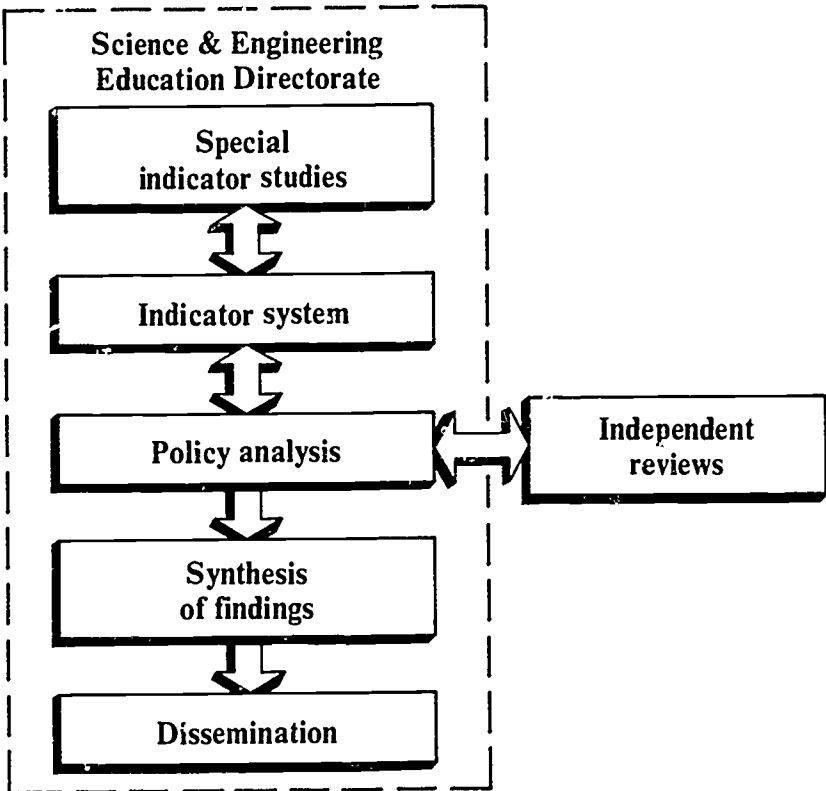 Science & Engineering
Education Directorate
Special
indicator studies
Indicator system
Policy analysis
Independent
reviews
Synthesis
of findings
Dissemination